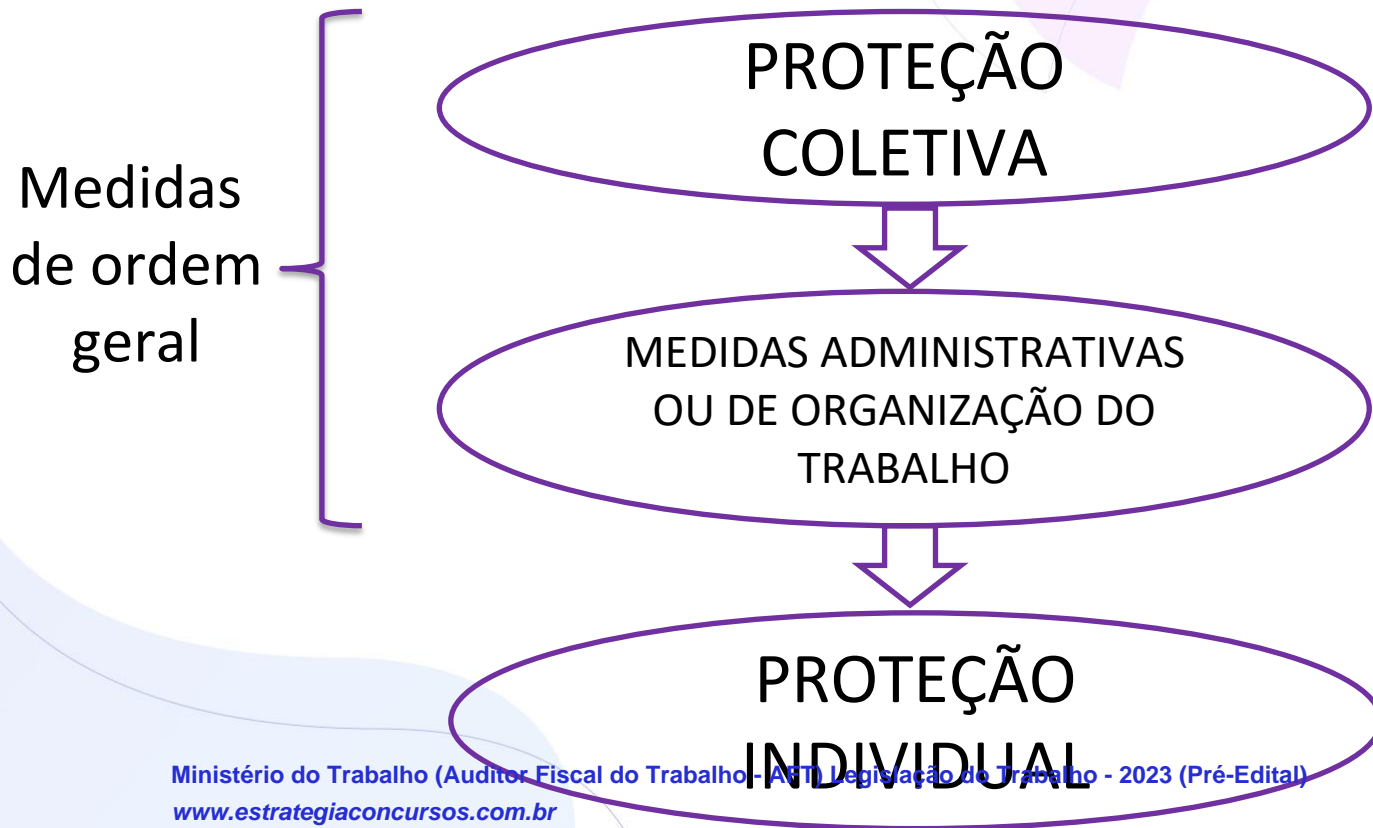 Medidas
de ordem
geral
PROTEÇÃO
COLETIVA
MEDIDAS ADMINISTRATIVAS
OU DE ORGANIZAÇÃO DO
TRABALHO
PROTEÇÃO
INDIVIDUAL
Ministério do Trabalho (Auditor Fiscal do Trabalho - AFT) Legislação do Trabalho - 2023 (Pré-Edital)
www.estrategiaconcursos.com.br